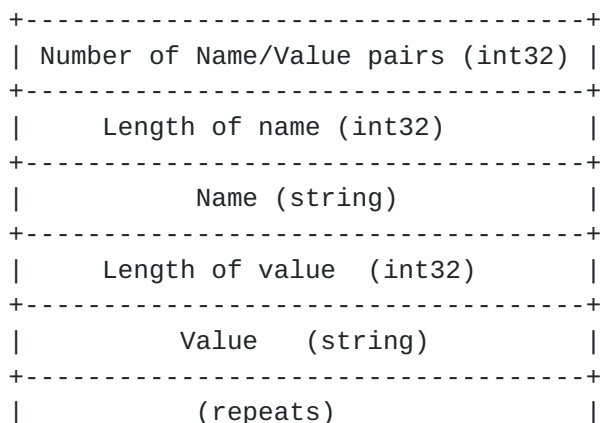 +------------------------------------+
| Number of Name/Value pairs (int32) |
+------------------------------------+
|     Length of name (int32)         |
+------------------------------------+
|           Name (string)            |
+------------------------------------+
|     Length of value  (int32)       |
+------------------------------------+
|          Value   (string)          |
+------------------------------------+
|           (repeats)                |